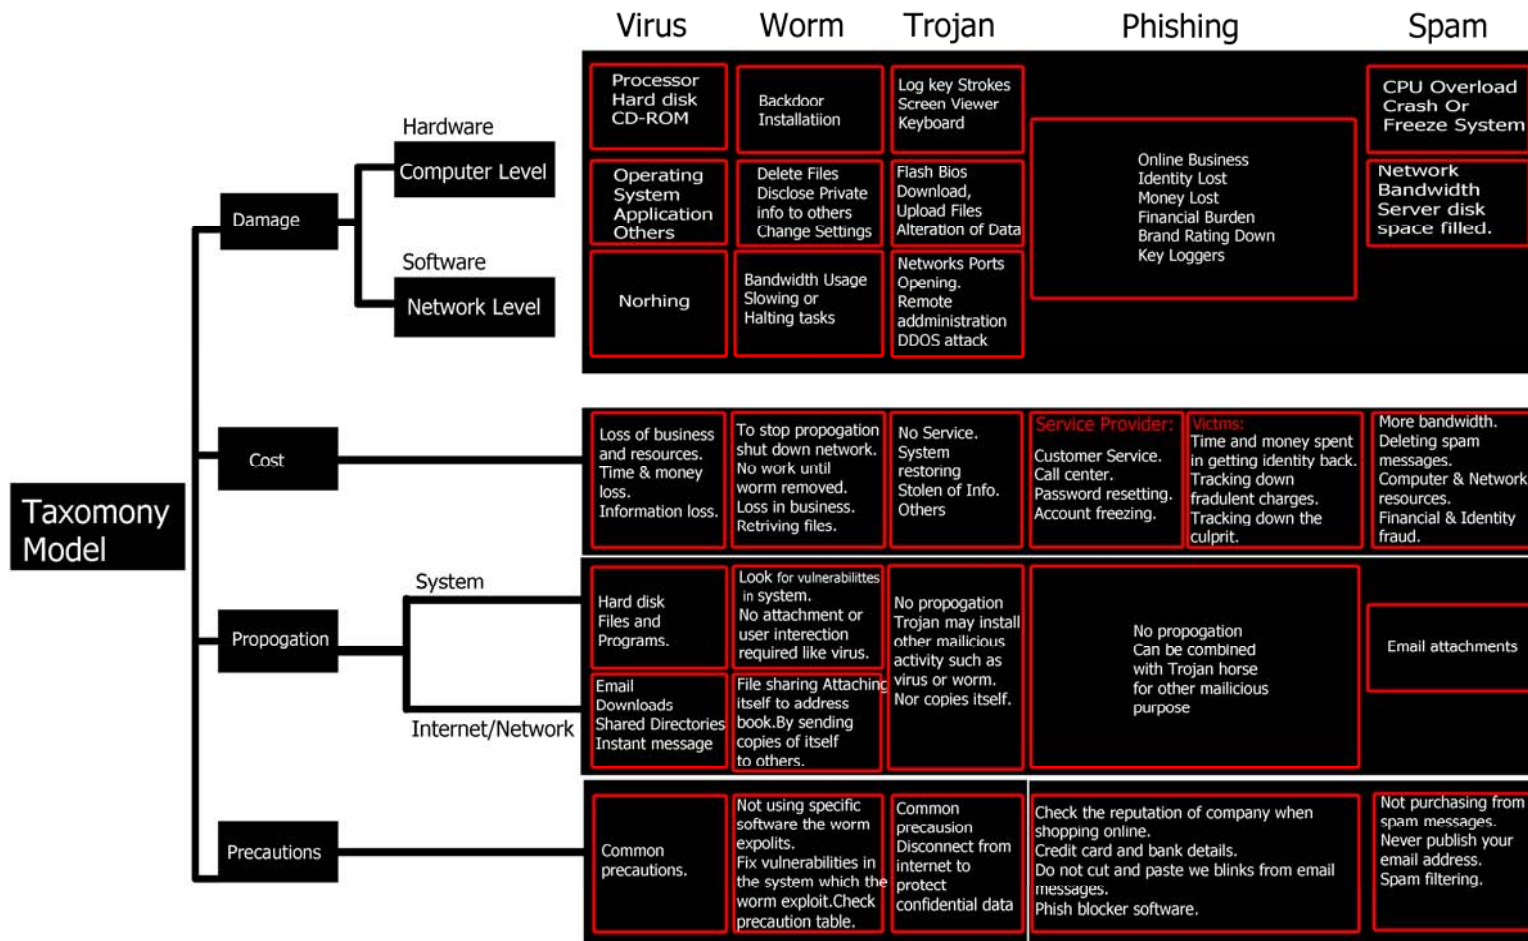 Virus
Worm
Trojan
Phishing
Spam
Taxomony
Model
Damage
Hardware
Computer Level
Software
Network Level
Processor
Hard disk
CD-ROM
Operating
System
Application
Others
Norhing
Backdoor
Installatiion
Delete Files
Disclose Private
info to others
Change Settings
Bandwidth Usage
Slowing or
Halting tasks
Log key Strokes
Screen Viewer
Keyboard
Flash Bios
Download,
Upload Files
Alteration of Data
Networks Ports
Opening.
Remote
addministration
DDOS attack
Online Business
Identity Lost
Money Lost
Financial Burden
Brand Rating Down
Key Loggers
CPU Overload
Crash Or
Freeze System
Network
Bandwidth
Server disk
space filled.
Cost
Loss of business
and resources.
Time & money
loss.
Information loss.
To stop propogation
shut down network.
No work until
worm removed.
Loss in business.
Retriving files.
No Service.
System
restoring
Stolen of Info.
Others
Service Provider:
Customer Service.
Call center.
Password resetting.
Account freezing.
Victms:
Time and money spent
in getting identity back.
Tracking down
fradulent charges.
Tracking down the
culprit.
More bandwidth.
Deleting spam
messages.
Computer & Network
resources.
Financial & Identity
fraud.
Propogation
System
Internet/Network
Hard disk
Files and
Programs.
Email
Downloads
Shared Directories
Instant message
Look for vulnerabilittes
in system.
No attachment or
user interection
required like virus.
File sharing Attaching
itself to address
book.By sending
copies of itself
to others.
No propogation
Trojan may install
other mailicious
activity such as
virus or worm.
Nor copies itself.
No propogation
Can be combined
with Trojan horse
for other mailicious
purpose
Email attachments
Precautions
Common
precautions.
Not using specific
software the worm
expolits.
Fix vulnerabilities in
the system which the
worm exploit.Check
precaution table.
Common
precausion
Disconnect from
internet to
protect
confidential data
Check the reputation of company when
shopping online.
Credit card and bank details.
Do not cut and paste we blinks from email
messages.
Phish blocker software.
Not purchasing from
spam messages.
Never publish your
email address.
Spam filtering.